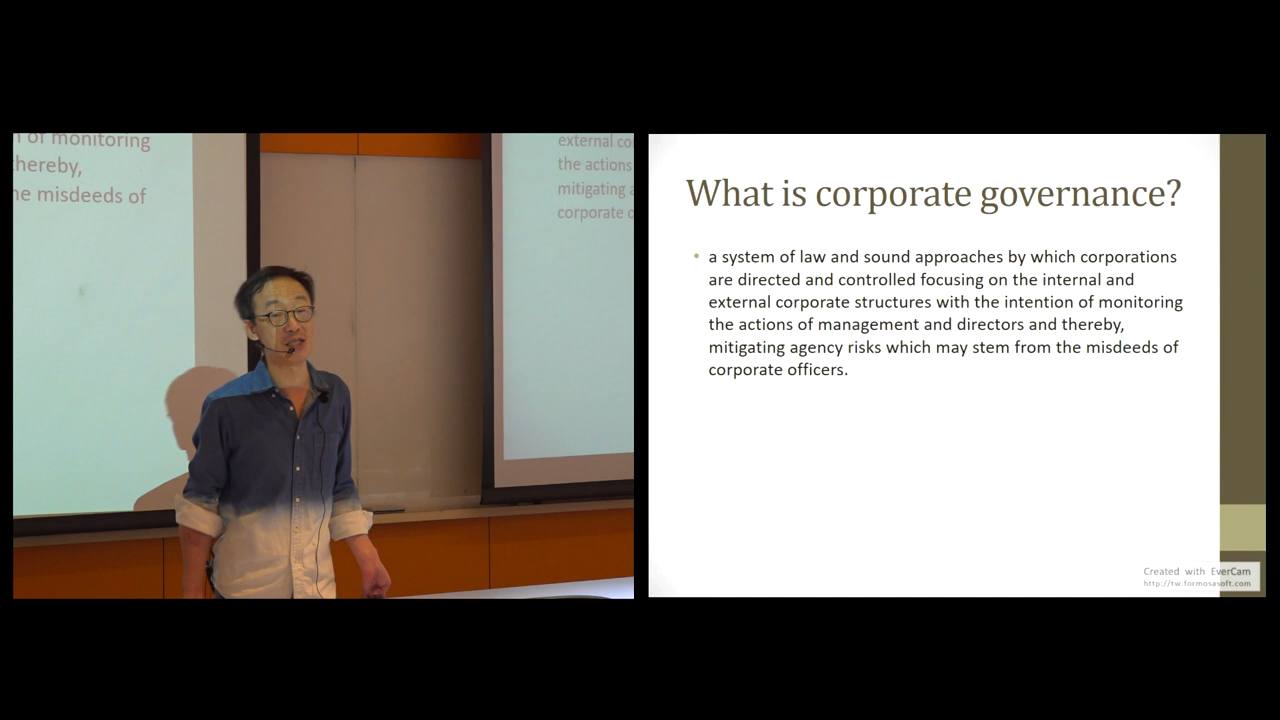 n of monitoring
thereby,
he misdeeds of
external co
the actions
mitigating a
corporate o
What is corporate governance?
• a system of law and sound approaches by which corporations
are directed and controlled focusing on the internal and
external corporate structures with the intention of monitoring
the actions of management and directors and thereby,
mitigating agency risks which may stem from the misdeeds of
corporate officers.
Created with EverCam
http://tw.formosasoft.com